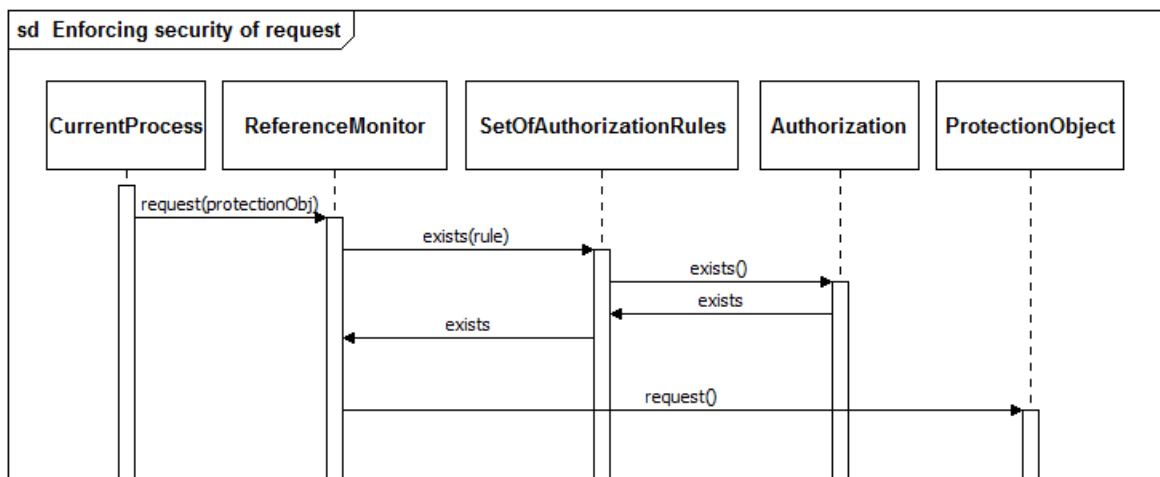 sd Enforcing security of request
CurrentProcess
ReferenceMonitor
SetOfAuthorizationRules
Authorization
ProtectionObject
request(protectionObj)
exists(rule)
exists()
exists
exists
request()